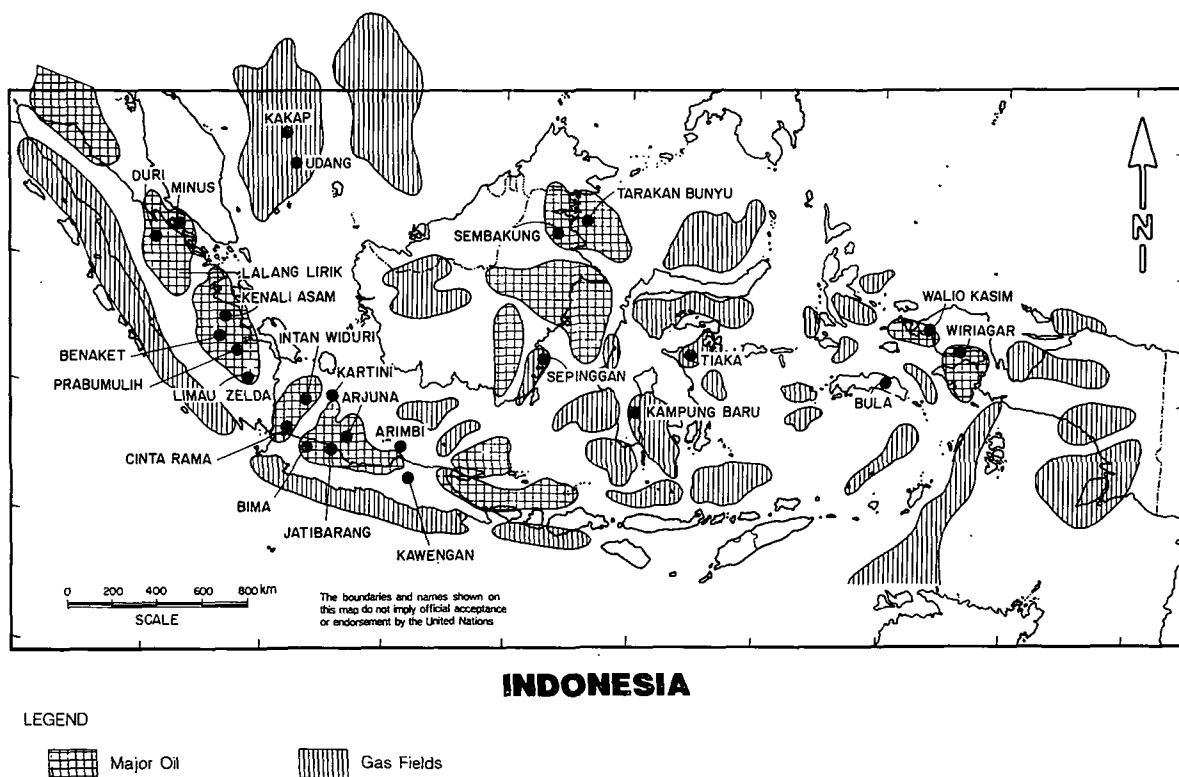 KAKAP
UDANG
DURI
MINUS
TARAKAN BUNYU
SEMBAKUNG
LALANG LIRIK
KENALI ASAM
INTAN WIDURI
WALIO KASIM
WIRIAGAR
BENAKET
PRABUMULIH
KARTINI
TIAKA
SEPINGGAN
LIMAU ZELDA
ARJUNA
BULA
KAMPUNG BARU
ARIMBI
CINTA RAMA
BIMA
JATIBARANG
KAWENGAN
N
0 200 400 600 800 km
SCALE
The boundaries and names shown on
this map do not imply official acceptance
or endorsement by the United Nations
INDONESIA
LEGEND
Major Oil
Gas Fields